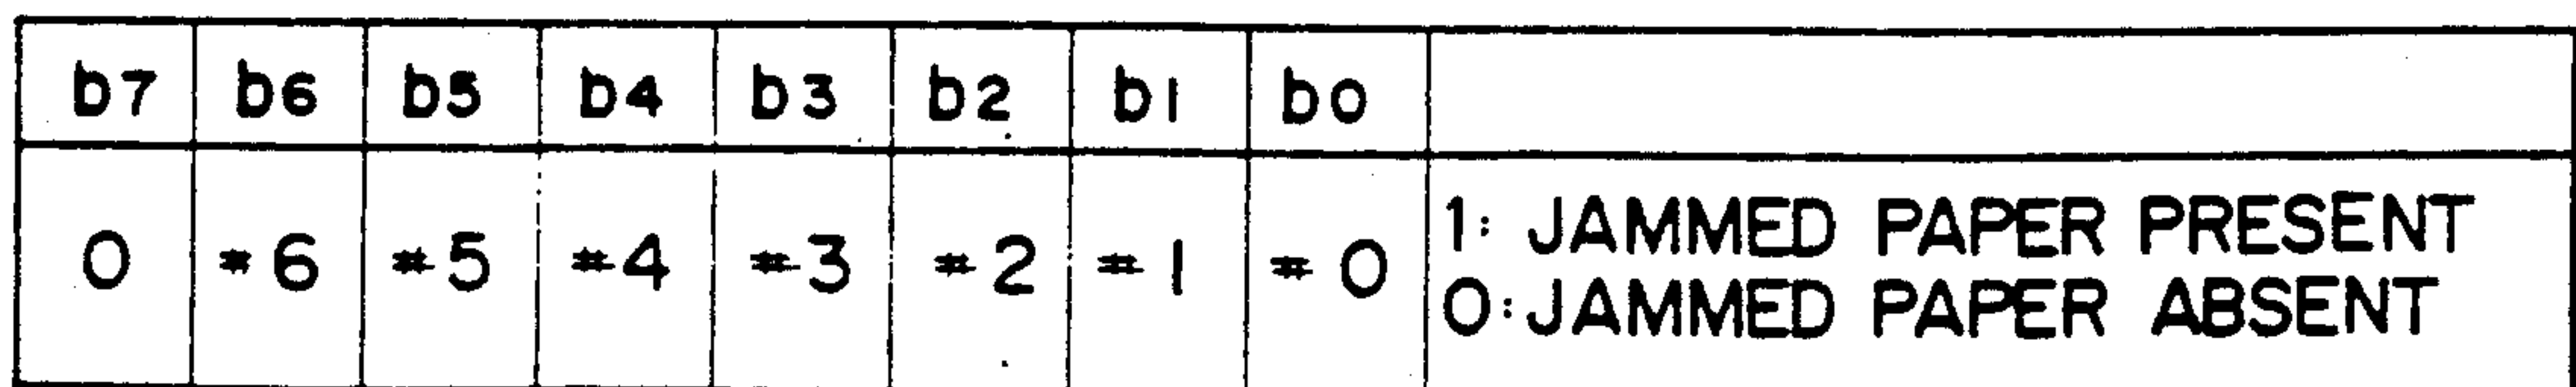 b7 b6 b5 b4 b3 b2 b1 b0
0 #6 #5 #4 #3 #2 #1 #0
1: JAMMED PAPER PRESENT
0: JAMMED PAPER ABSENT